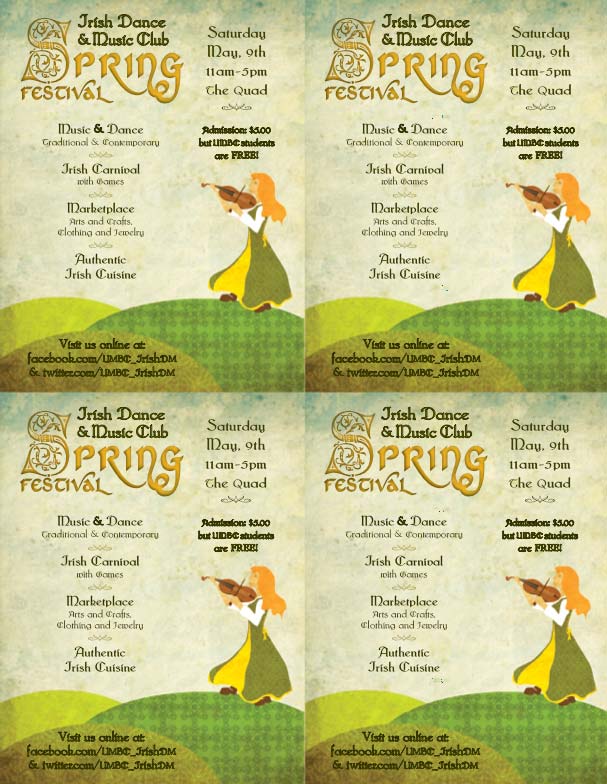 Irish Dance
& Music Club
Spring
Festival
Saturday
May, 9th
11am-5pm
The Quad
Music & Dance
Traditional & Contemporary
Irish Carnival
with Games
Marketplace
Arts and Crafts,
Clothing and Jewelry
Authentic
Irish Cuisine
Admission: $5.00
but UMBC students
are FREE!
Visit us online at:
facebook.com/UMBC_IrishDM
& twitter.com/UMBC_IrishDM
Irish Dance
& Music Club
Spring
Festival
Saturday
May, 9th
11am-5pm
The Quad
Music & Dance
Traditional & Contemporary
Irish Carnival
with Games
Marketplace
Arts and Crafts,
Clothing and Jewelry
Authentic
Irish Cuisine
Admission: $5.00
but UMBC students
are FREE!
Visit us online at:
facebook.com/UMBC_IrishDM
& twitter.com/UMBC_IrishDM
Irish Dance
& Music Club
Spring
Festival
Saturday
May, 9th
11am-5pm
The Quad
Music & Dance
Traditional & Contemporary
Irish Carnival
with Games
Marketplace
Arts and Crafts,
Clothing and Jewelry
Authentic
Irish Cuisine
Admission: $5.00
but UMBC students
are FREE!
Visit us online at:
facebook.com/UMBC_IrishDM
& twitter.com/UMBC_IrishDM
Irish Dance
& Music Club
Spring
Festival
Saturday
May, 9th
11am-5pm
The Quad
Music & Dance
Traditional & Contemporary
Irish Carnival
with Games
Marketplace
Arts and Crafts,
Clothing and Jewelry
Authentic
Irish Cuisine
Admission: $5.00
but UMBC students
are FREE!
Visit us online at:
facebook.com/UMBC_IrishDM
& twitter.com/UMBC_IrishDM